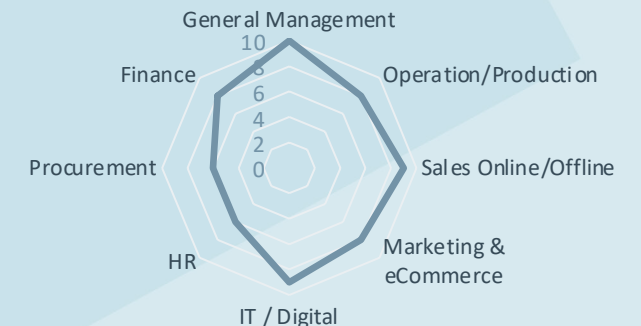 General Management
10
8
6
4
2
0
Finance
Operation/Production
Procurement
Sales Online/Offline
HR
Marketing &
eCommerce
IT / Digital